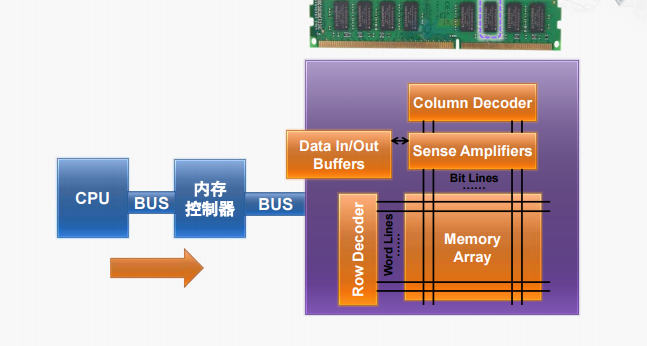 Column Decoder
Data In/Out
Buffers
Sense Amplifiers
Bit Lines
......
CPU
BUS
内存
控制器
BUS
Row Decoder
Word Lines
......
Memory
Array